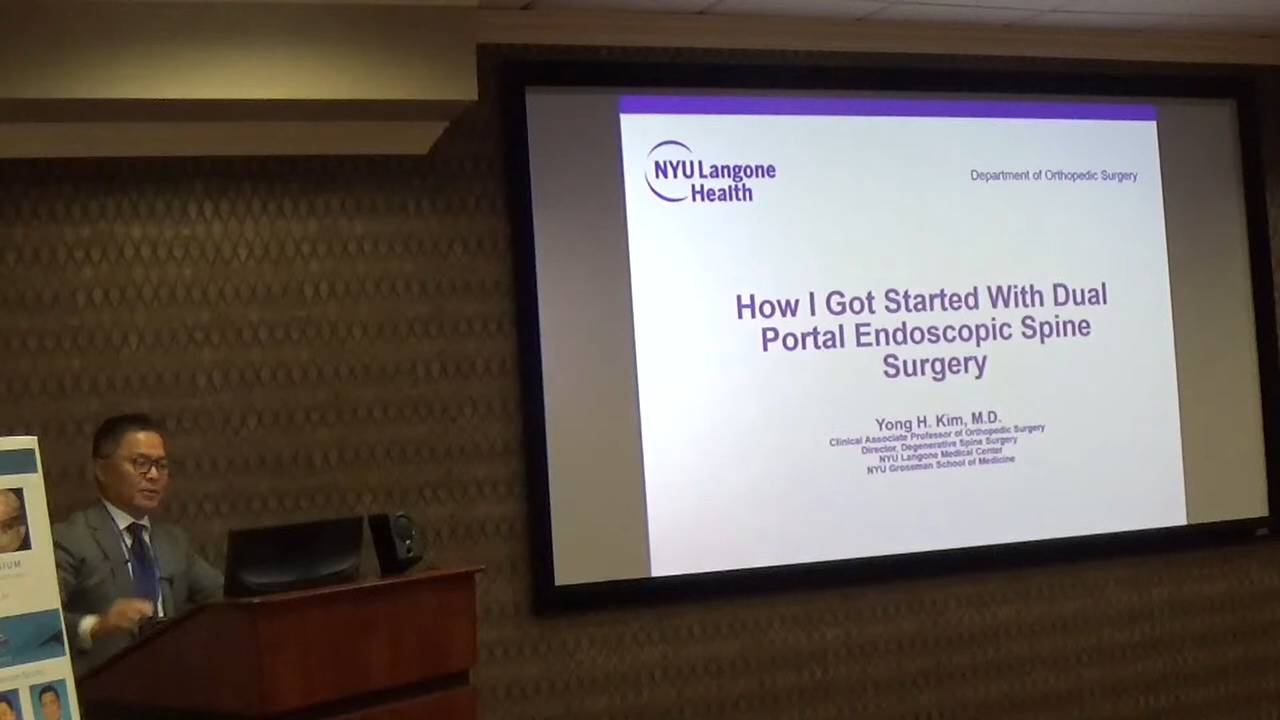 NYU Langone
Health
Department of Orthopedic Surgery
How I Got Started With Dual
Portal Endoscopic Spine
Surgery
Yong H. Kim, M.D.
Clinical Associate Professor of Orthopedic Surgery
Director, Degenerative Spine Surgery
NYU Langone Medical Center
NYU Grossman School of Medicine
SIUM